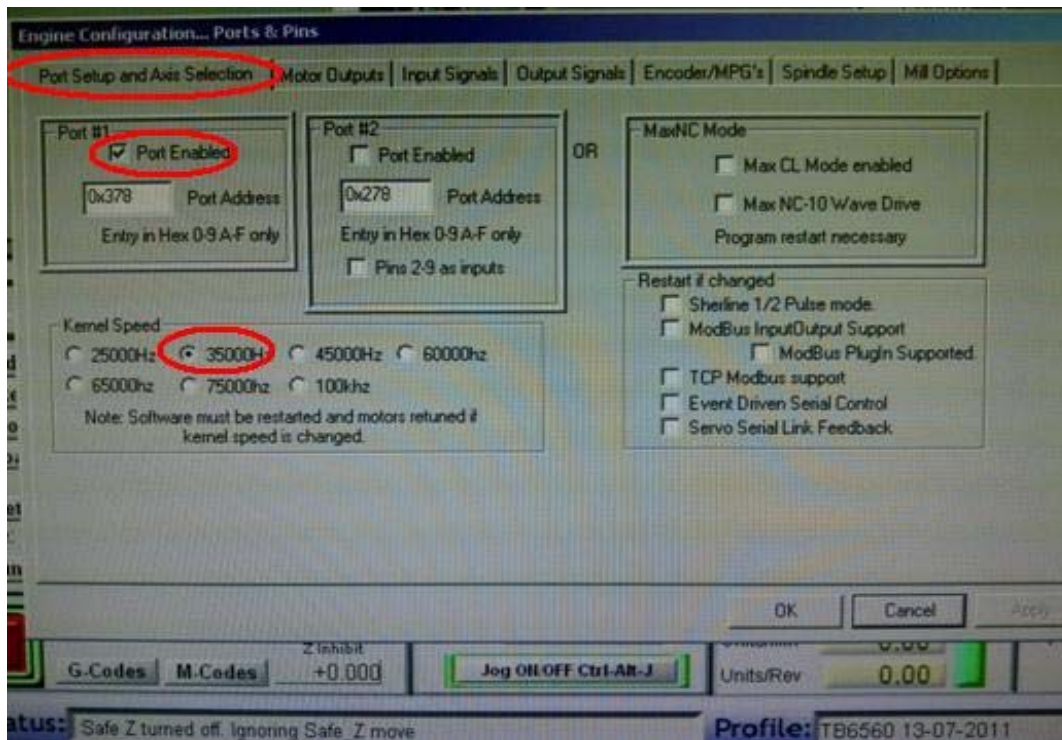 Engine Configuration... Ports & Pins
Port Setup and Axis Selection Motor Outputs Input Signals Output Signals Encoder/MPG's Spindle Setup Mill Options
Port #1
Port Enabled
0x378 Port Address
Entry in Hex 0-9 A-F only
Port #2
Port Enabled
0x278 Port Address
Entry in Hex 0-9 A-F only
Pins 2-9 as inputs
OR
MaxNC Mode
Max CL Mode enabled
Max NC-10 Wave Drive
Program restart necessary
Kernel Speed
25000Hz 35000Hz 45000Hz 60000hz
65000hz 75000hz 100khz
Note: Software must be restarted and motors retuned if
kernel speed is changed.
Restart if changed
Sherline 1/2 Pulse mode.
ModBus InputOutput Support
ModBus PlugIn Supported.
TCP Modbus support
Event Driven Serial Control
Servo Serial Link Feedback
OK Cancel Apply
Z Inhibit
G-Codes M-Codes +0.000 Jog ON/OFF Ctrl-Alt-J
Units/Rev 0.00
Safe Z turned off. Ignoring Safe Z move
Profile: TB6560 13-07-2011